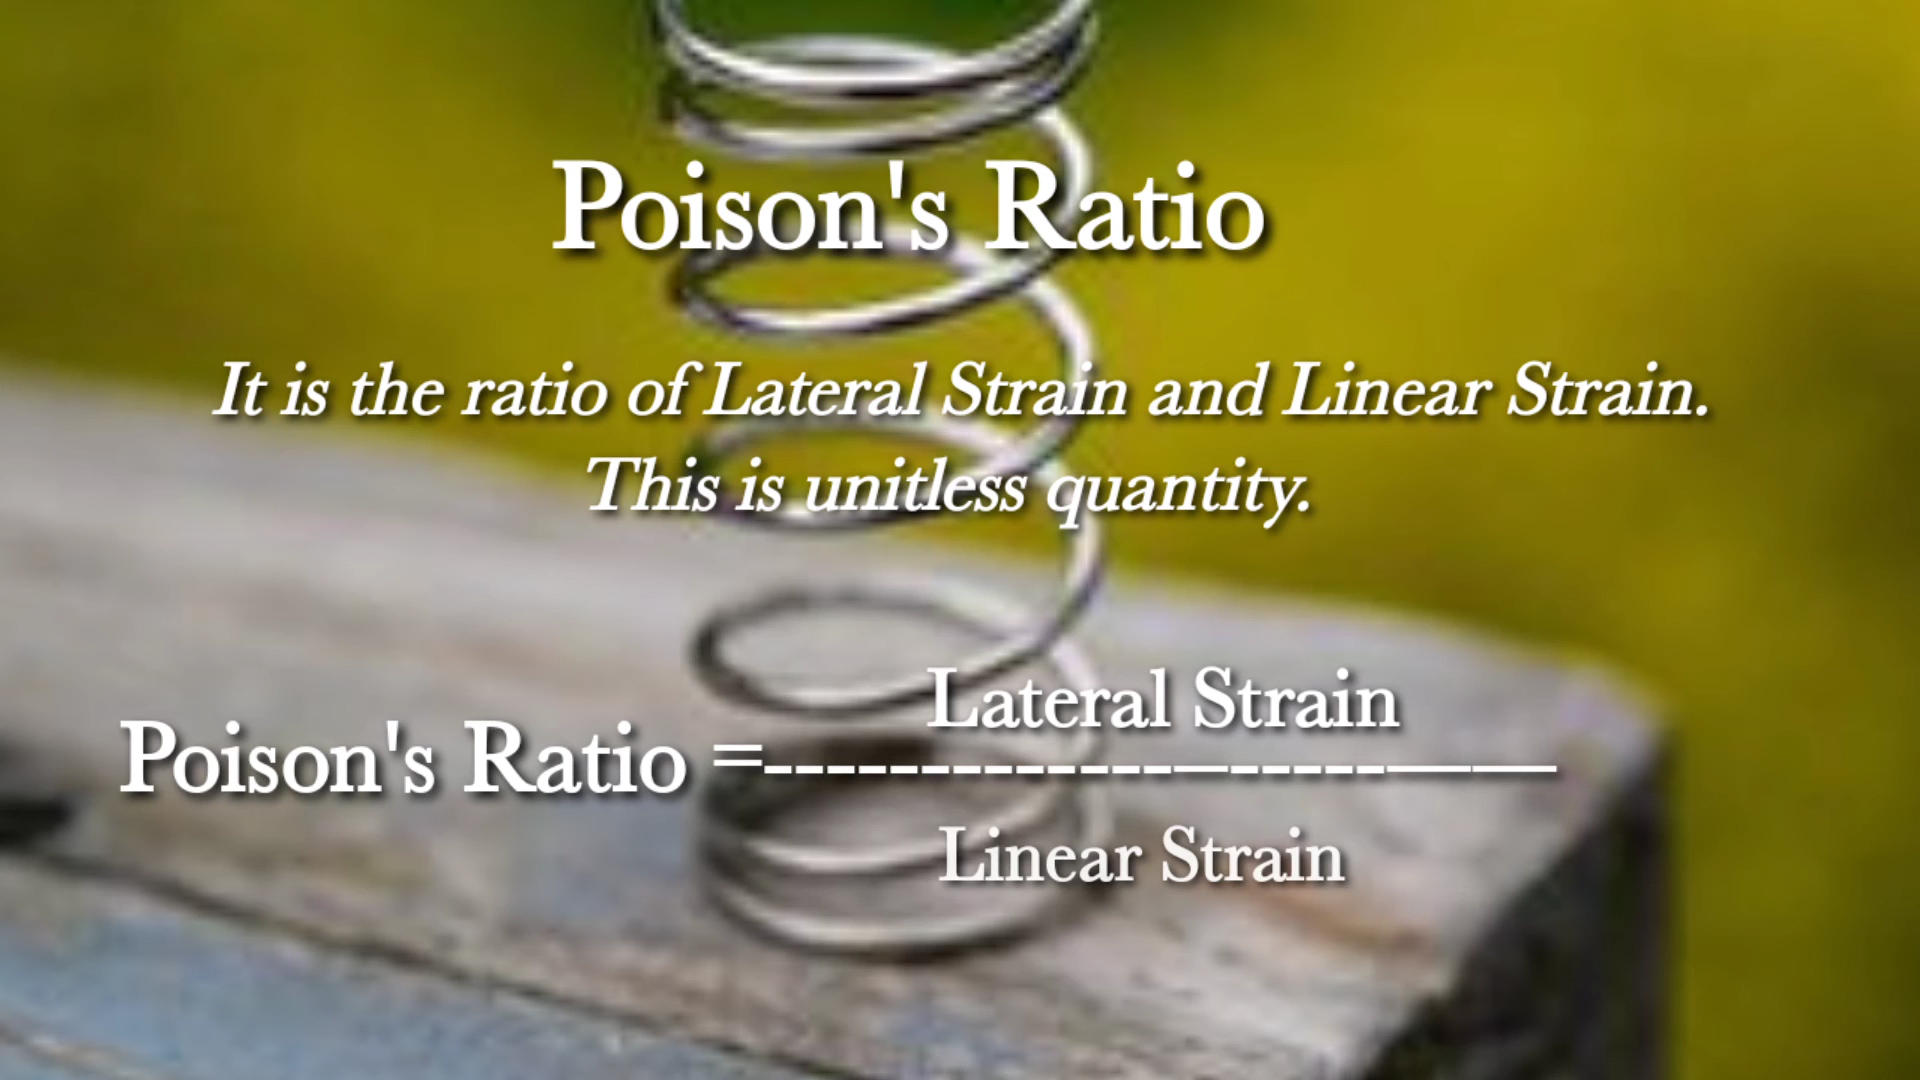 Poison's Ratio
It is the ratio of Lateral Strain and Linear Strain.
This is unitless quantity.
Lateral Strain
Poison's Ratio =-------------—-----———
Linear Strain